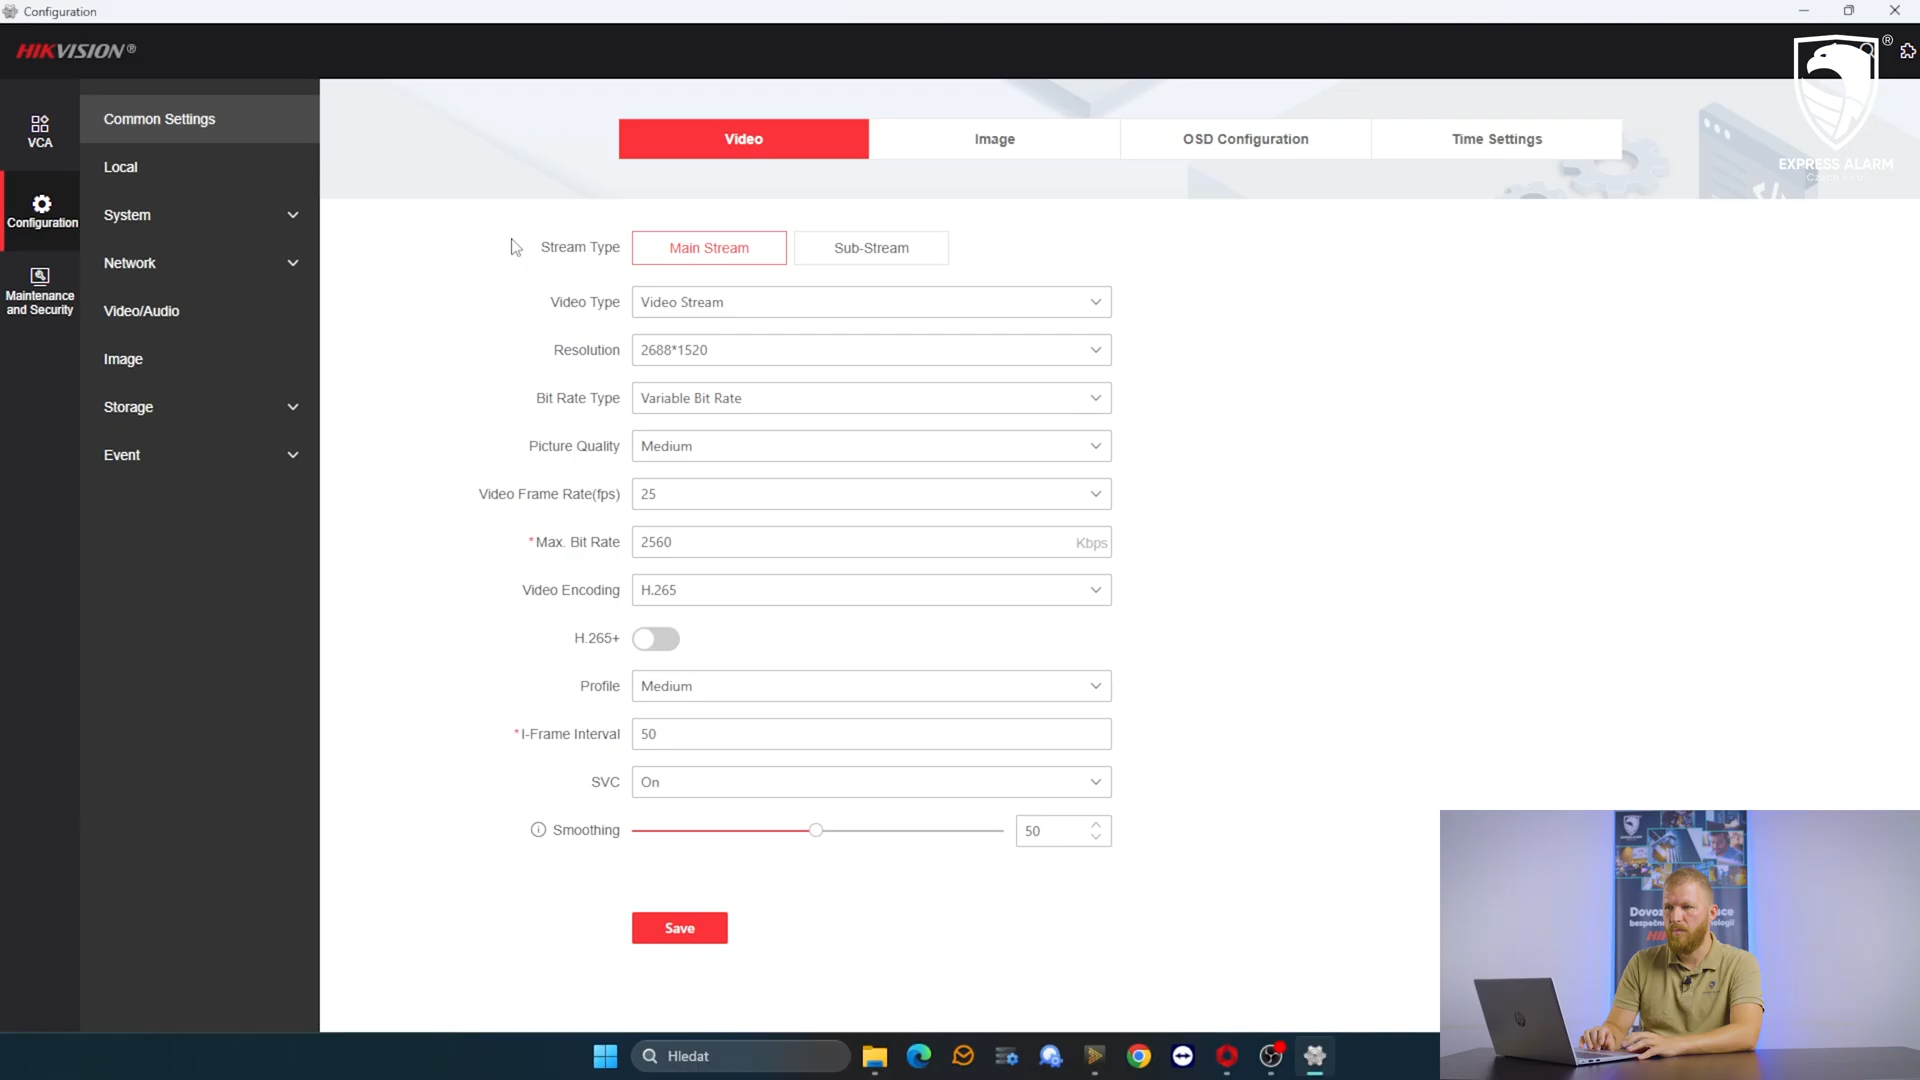 Configuration
HIKVISION®
®
EXPRESS ALARM
Czech s.r.o.
VCA
Configuration
Maintenance
and Security
Common Settings
Local
System
Network
Video/Audio
Image
Storage
Event
Video
Image
OSD Configuration
Time Settings
Stream Type
Main Stream
Sub-Stream
Video Type
Video Stream
Resolution
2688*1520
Bit Rate Type
Variable Bit Rate
Picture Quality
Medium
Video Frame Rate(fps)
25
*Max. Bit Rate
2560
Kbps
Video Encoding
H.265
H.265+
Profile
Medium
*I-Frame Interval
50
SVC
On
Smoothing
50
Save
Hledat